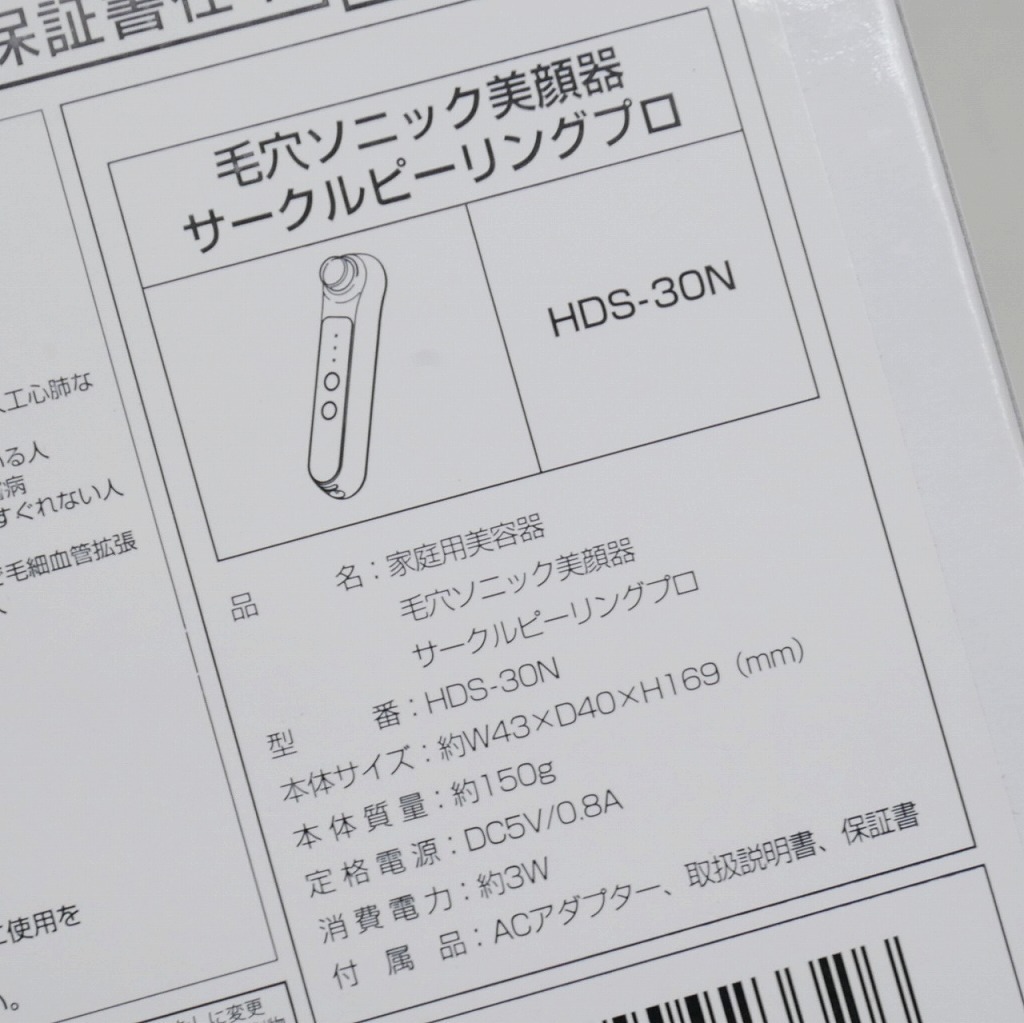 保証書
毛穴ソニック美顔器
サークルピーリングプロ
HDS-30N
人工心肺な
いる人
病
すぐれない人
毛細血管拡張
に使用を
い。
しに変更
品名：家庭用美容器
毛穴ソニック美顔器
サークルピーリングプロ
型番：HDS-30N
本体サイズ：約W43×D40×H169（mm）
本体質量：約150g
定格電源：DC5V/0.8A
消費電力：約3W
付属品：ACアダプター、取扱説明書、保証書